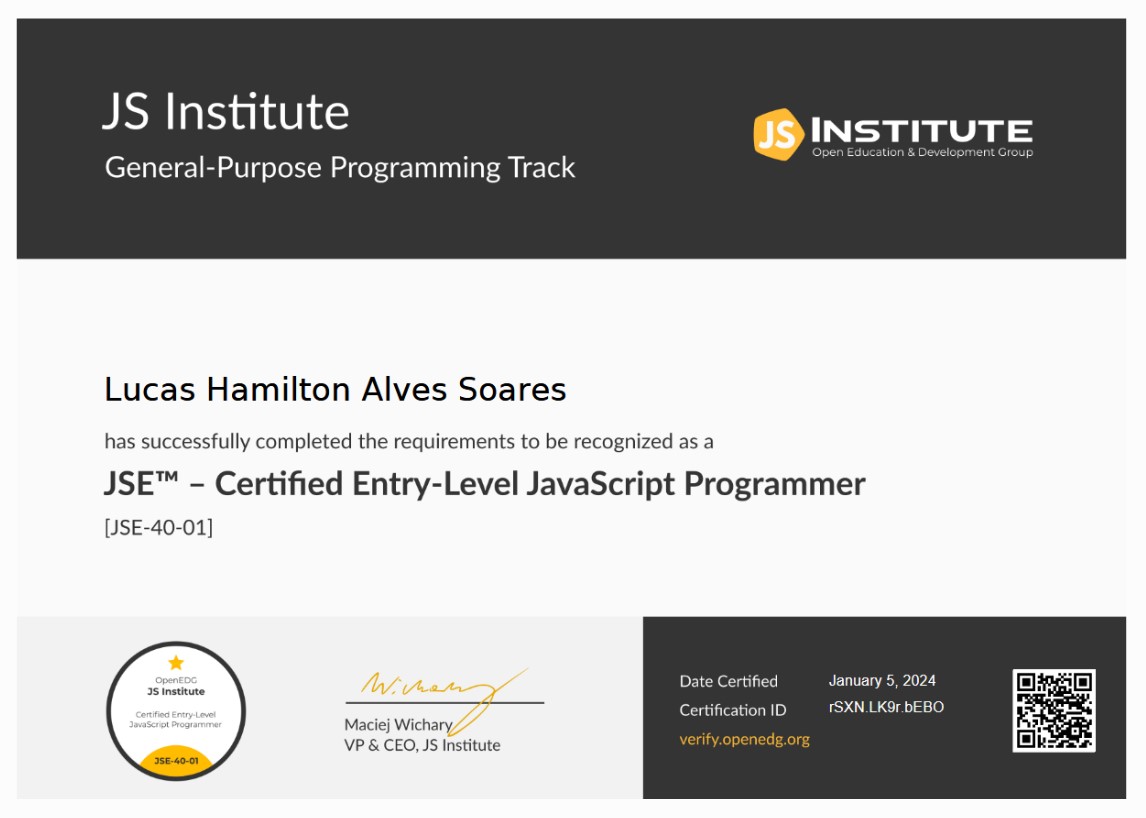 JS Institute
General-Purpose Programming Track
JS INSTITUTE
Open Education & Development Group
Lucas Hamilton Alves Soares
has successfully completed the requirements to be recognized as a
JSE™ – Certified Entry-Level JavaScript Programmer
[JSE-40-01]
OpenEDG
JS Institute
Certified Entry-Level
JavaScript Programmer
JSE-40-01
W.chary
Maciej Wichary
VP & CEO, JS Institute
Date Certified January 5, 2024
Certification ID rSXN.LK9r.bEBO
verify.openedg.org